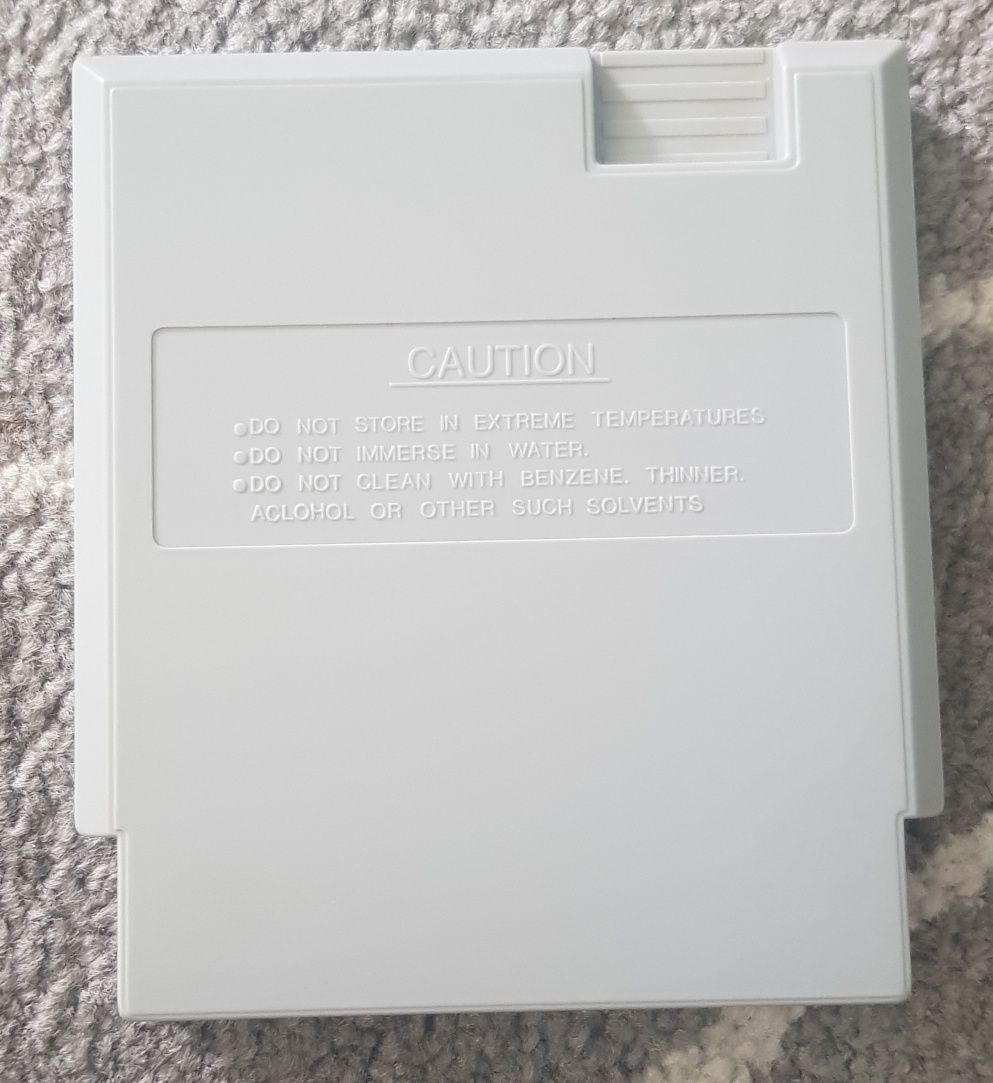 CAUTION
●DO NOT STORE IN EXTREME TEMPERATURES
●DO NOT IMMERSE IN WATER.
●DO NOT CLEAN WITH BENZENE. THINNER.
ACLOHOL OR OTHER SUCH SOLVENTS